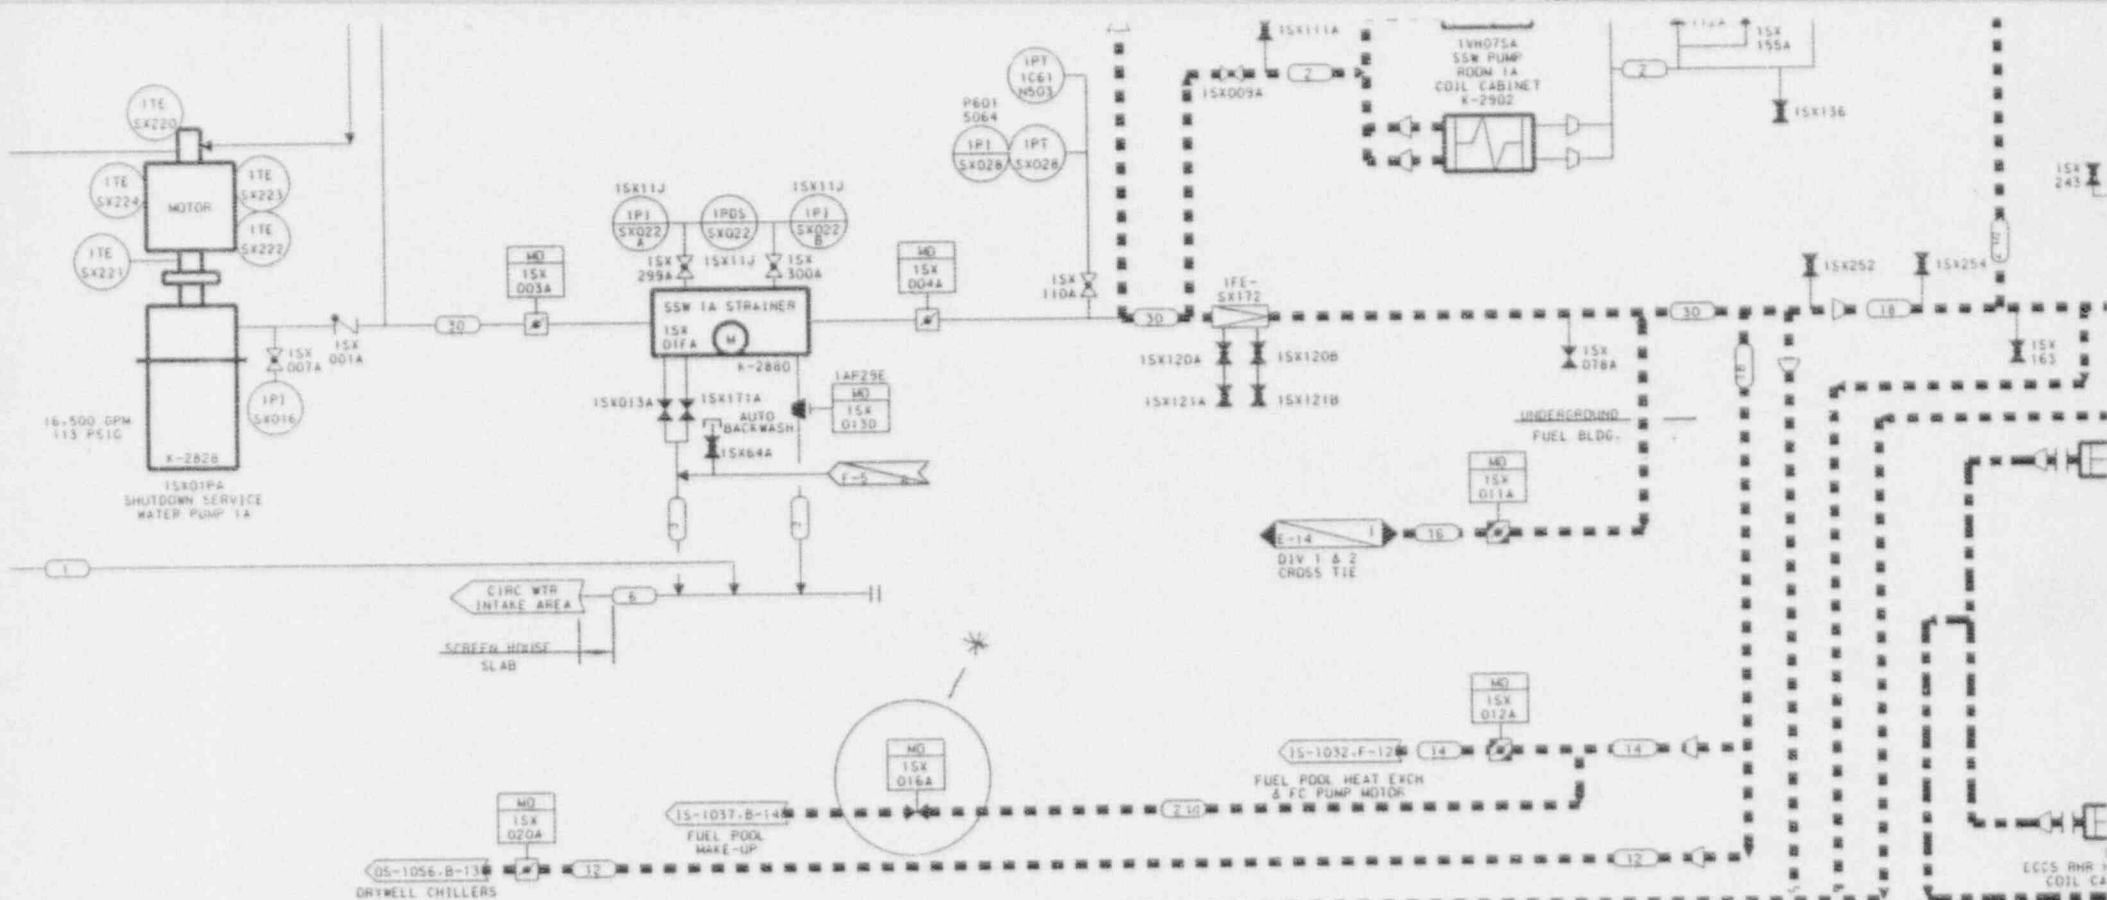 1TE
SX220
1TE
SX224
MOTOR
1TE
SX223
1TE
SX222
1TE
SX221
1SX
007A
1SX
001A
1PI
SX016
16,500 GPM
113 PSIG
K-2828
1SX01PA
SHUTDOWN SERVICE
WATER PUMP 1A
30
MO
1SX
003A
1SX11J
1SX11J
1PI
SX022
A
1PDS
SX022
1PI
SX022
B
1SX
299A
1SX11J
1SX
300A
SSW 1A STRAINER
1SX
01FA
M
K-2880
MO
1SX
004A
1SX013A
1SX171A
AUTO
BACKWASH
1SX64A
1AP29E
MO
1SX
013D
F-5
1
CIRC WTR
INTAKE AREA
6
SCREEN HOUSE
SLAB
1PT
1C61
N503
P601
5064
1PI
SX028
1PT
SX028
1SX
110A
1SX111A
1SX009A
2
1VH07SA
SSW PUMP
ROOM 1A
COIL CABINET
K-2902
2
112A
1SX
155A
1SX136
1SX
243
30
1FE-
SX172
1SX120A
1SX120B
1SX121A
1SX121B
1SX
078A
30
1SX252
1SX254
18
1SX
163
UNDERGROUND
FUEL BLDG.
MO
1SX
011A
E-14
1
16
DIV 1 & 2
CROSS TIE
MO
1SX
012A
1S-1032,F-12
14
14
FUEL POOL HEAT EXCH
& FC PUMP MOTOR
MO
1SX
016A
1S-1037,B-14
FUEL POOL
MAKE-UP
MO
1SX
020A
0S-1056,B-13
12
12
DRYWELL CHILLERS
ECCS RHR
COIL CA